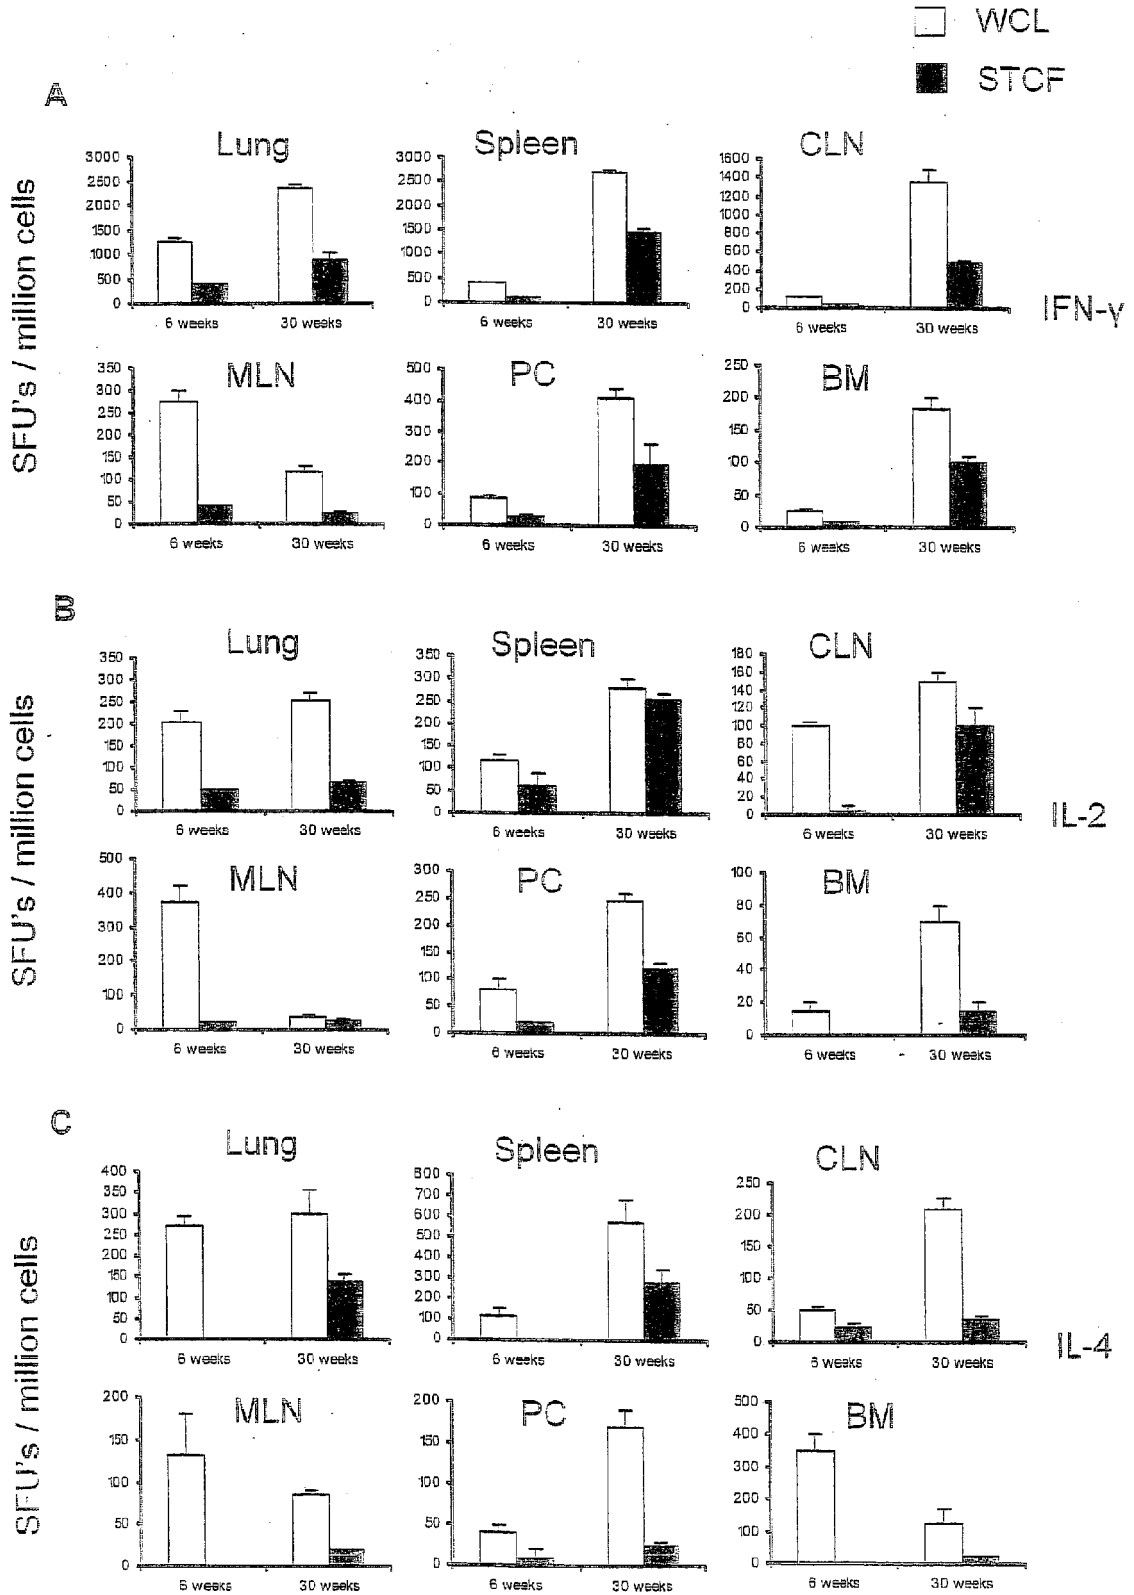 WCL
STCF
A
SFU's / million cells
IFN-γ
Lung
3000
2500
2000
1500
1000
500
0
6 weeks 30 weeks
Spleen
3000
2500
2000
1500
1000
500
0
6 weeks 30 weeks
CLN
1600
1400
1200
1000
800
600
400
200
0
6 weeks 30 weeks
MLN
350
300
250
200
150
100
50
0
6 weeks 30 weeks
PC
500
400
300
200
100
0
6 weeks 30 weeks
BM
250
200
150
100
50
0
6 weeks 30 weeks
B
SFU's / million cells
IL-2
Lung
350
300
250
200
150
100
50
0
6 weeks 30 weeks
Spleen
350
300
250
200
150
100
50
0
6 weeks 30 weeks
CLN
180
160
140
120
100
80
60
40
20
0
6 weeks 30 weeks
MLN
500
400
300
200
100
0
6 weeks 30 weeks
PC
300
250
200
150
100
50
0
6 weeks 30 weeks
BM
100
80
60
40
20
0
6 weeks 30 weeks
C
SFU's / million cells
IL-4
Lung
400
350
300
250
200
150
100
50
0
6 weeks 30 weeks
Spleen
800
700
600
500
400
300
200
100
0
6 weeks 30 weeks
CLN
250
200
150
100
50
0
6 weeks 30 weeks
MLN
200
150
100
50
0
6 weeks 30 weeks
PC
200
150
100
50
0
6 weeks 30 weeks
BM
500
400
300
200
100
0
6 weeks 30 weeks